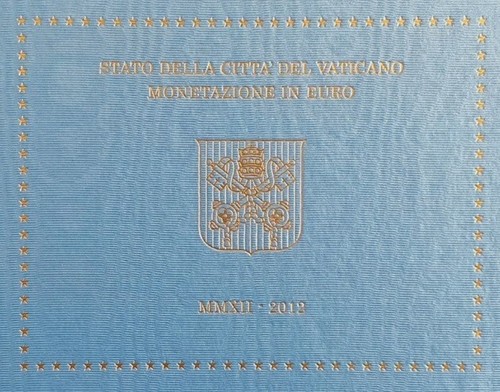 STATO DELLA CITTA' DEL VATICANO
MONETAZIONE IN EURO
MMXII - 2012